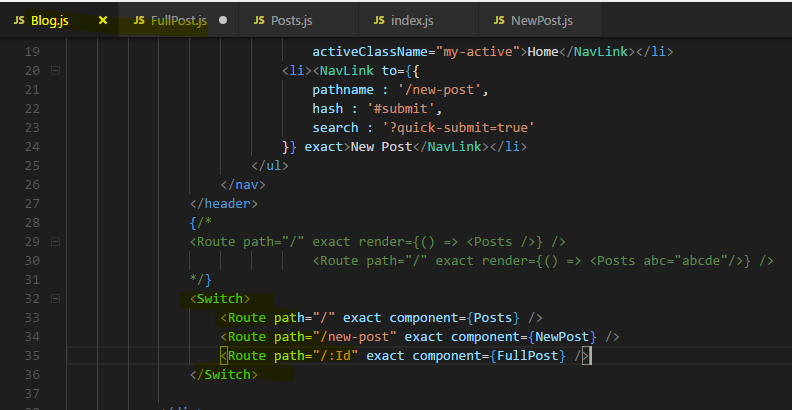 JS Blog.js × JS FullPost.js ● JS Posts.js JS index.js JS NewPost.js
19 activeClassName="my-active">Home</NavLink></li>
20 <li><NavLink to={{
21 pathname : '/new-post',
22 hash : '#submit',
23 search : '?quick-submit=true'
24 }} exact>New Post</NavLink></li>
25 </ul>
26 </nav>
27 </header>
28 {/*
29 <Route path="/" exact render={() => <Posts />} />
30 <Route path="/" exact render={() => <Posts abc="abcde"/>} />
31 */}
32 <Switch>
33 <Route path="/" exact component={Posts} />
34 <Route path="/new-post" exact component={NewPost} />
35 <Route path="/:Id" exact component={FullPost} />
36 </Switch>
37